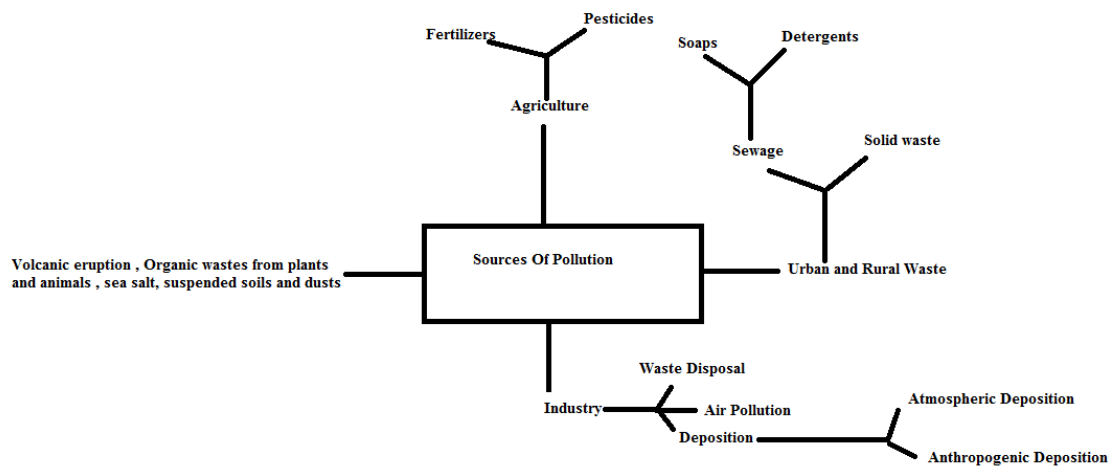 Pesticides
Fertilizers
Agriculture
Soaps
Detergents
Sewage
Solid waste
Sources Of Pollution
Volcanic eruption , Organic wastes from plants
and animals , sea salt, suspended soils and dusts
Urban and Rural Waste
Waste Disposal
Industry
Air Pollution
Deposition
Atmospheric Deposition
Anthropogenic Deposition